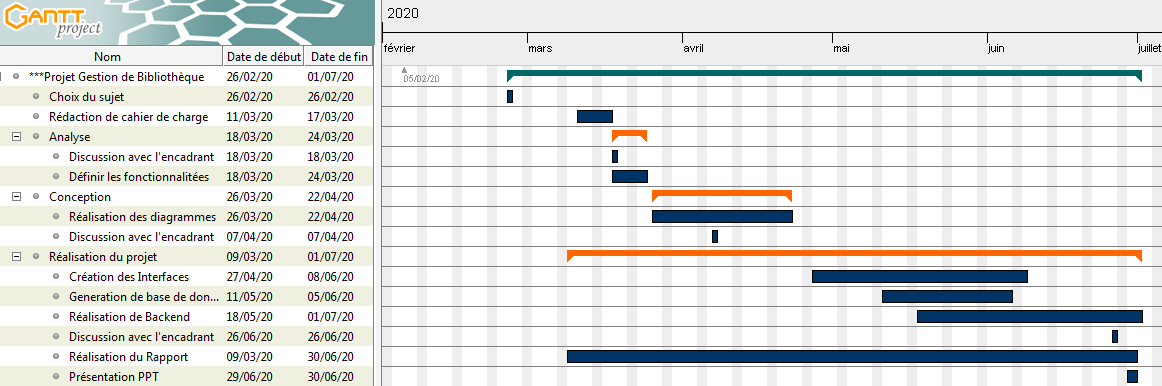 GANTT project
2020
février mars avril mai juin juillet
Nom Date de début Date de fin
05/02/20
***Projet Gestion de Bibliothèque 26/02/20 01/07/20
Choix du sujet 26/02/20 26/02/20
Rédaction de cahier de charge 11/03/20 17/03/20
Analyse 18/03/20 24/03/20
Discussion avec l'encadrant 18/03/20 18/03/20
Définir les fonctionnalitées 18/03/20 24/03/20
Conception 26/03/20 22/04/20
Réalisation des diagrammes 26/03/20 22/04/20
Discussion avec l'encadrant 07/04/20 07/04/20
Réalisation du projet 09/03/20 01/07/20
Création des Interfaces 27/04/20 08/06/20
Generation de base de don... 11/05/20 05/06/20
Réalisation de Backend 18/05/20 01/07/20
Discussion avec l'encadrant 26/06/20 26/06/20
Réalisation du Rapport 09/03/20 30/06/20
Présentation PPT 29/06/20 30/06/20